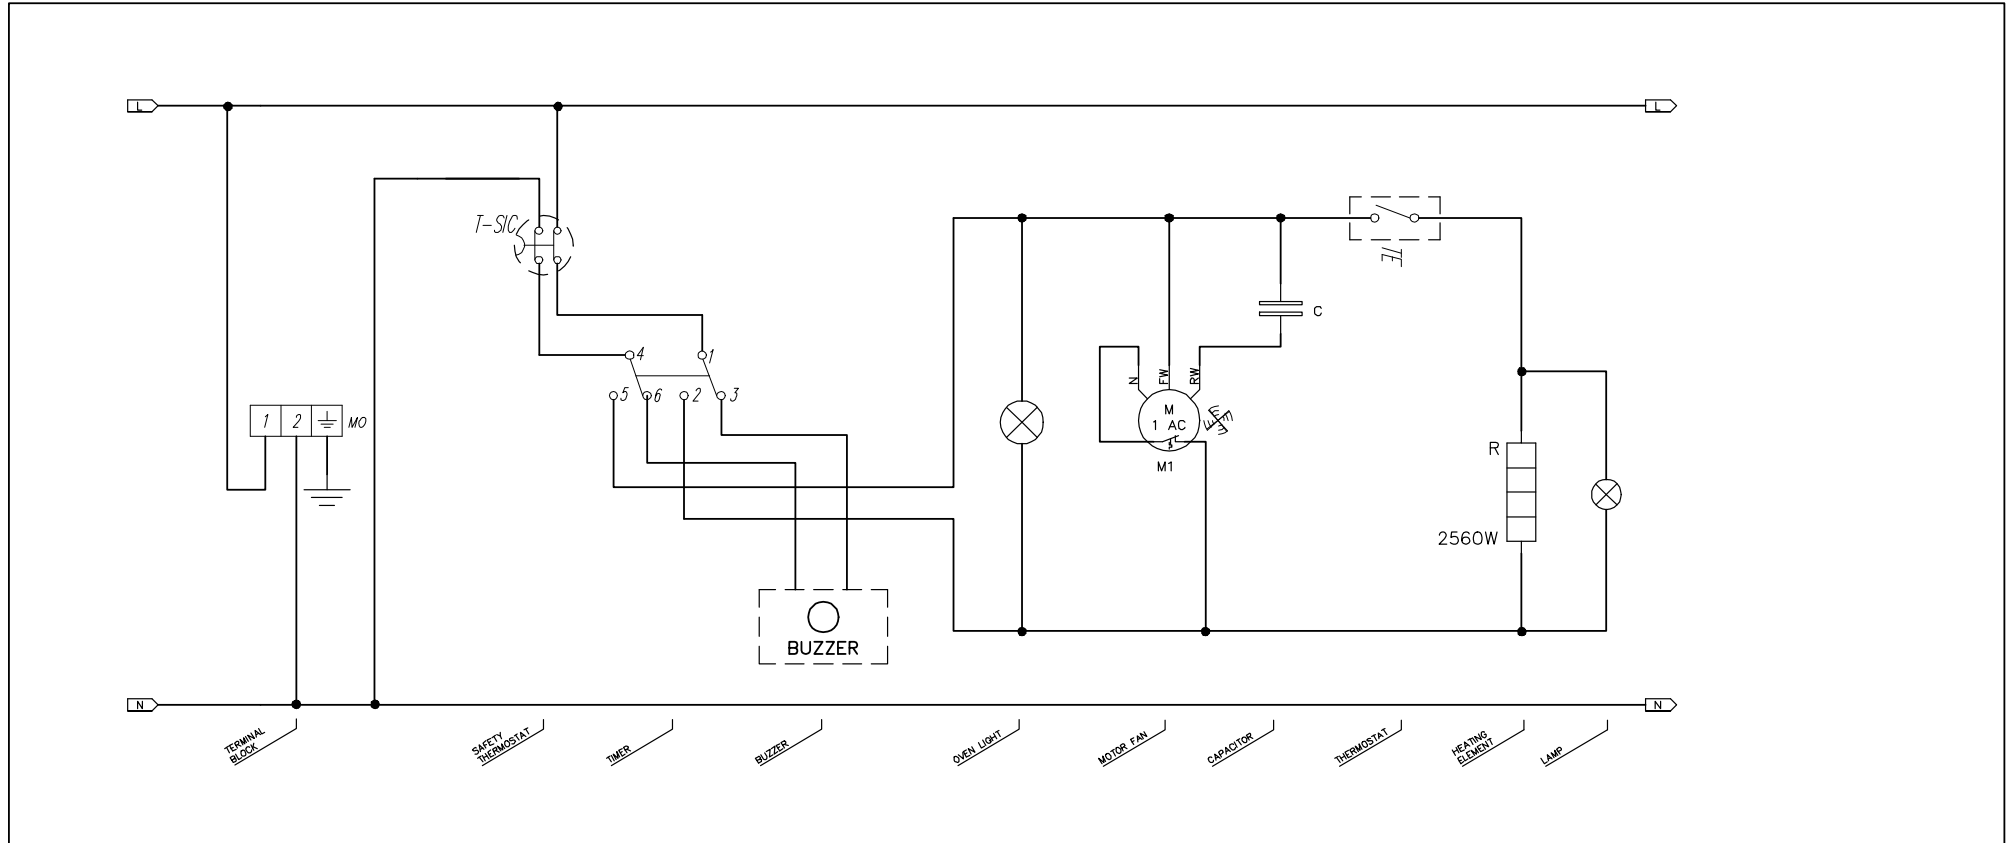 L
L
T-SIC
TE
C
4
1
5
6
2
3
N
FW
RW
M
1 AC
M1
1
2
MO
R
2560W
BUZZER
N
N
TERMINAL
BLOCK
SAFETY
THERMOSTAT
TIMER
BUZZER
OVEN LIGHT
MOTOR FAN
CAPACITOR
THERMOSTAT
HEATING
ELEMENT
LAMP